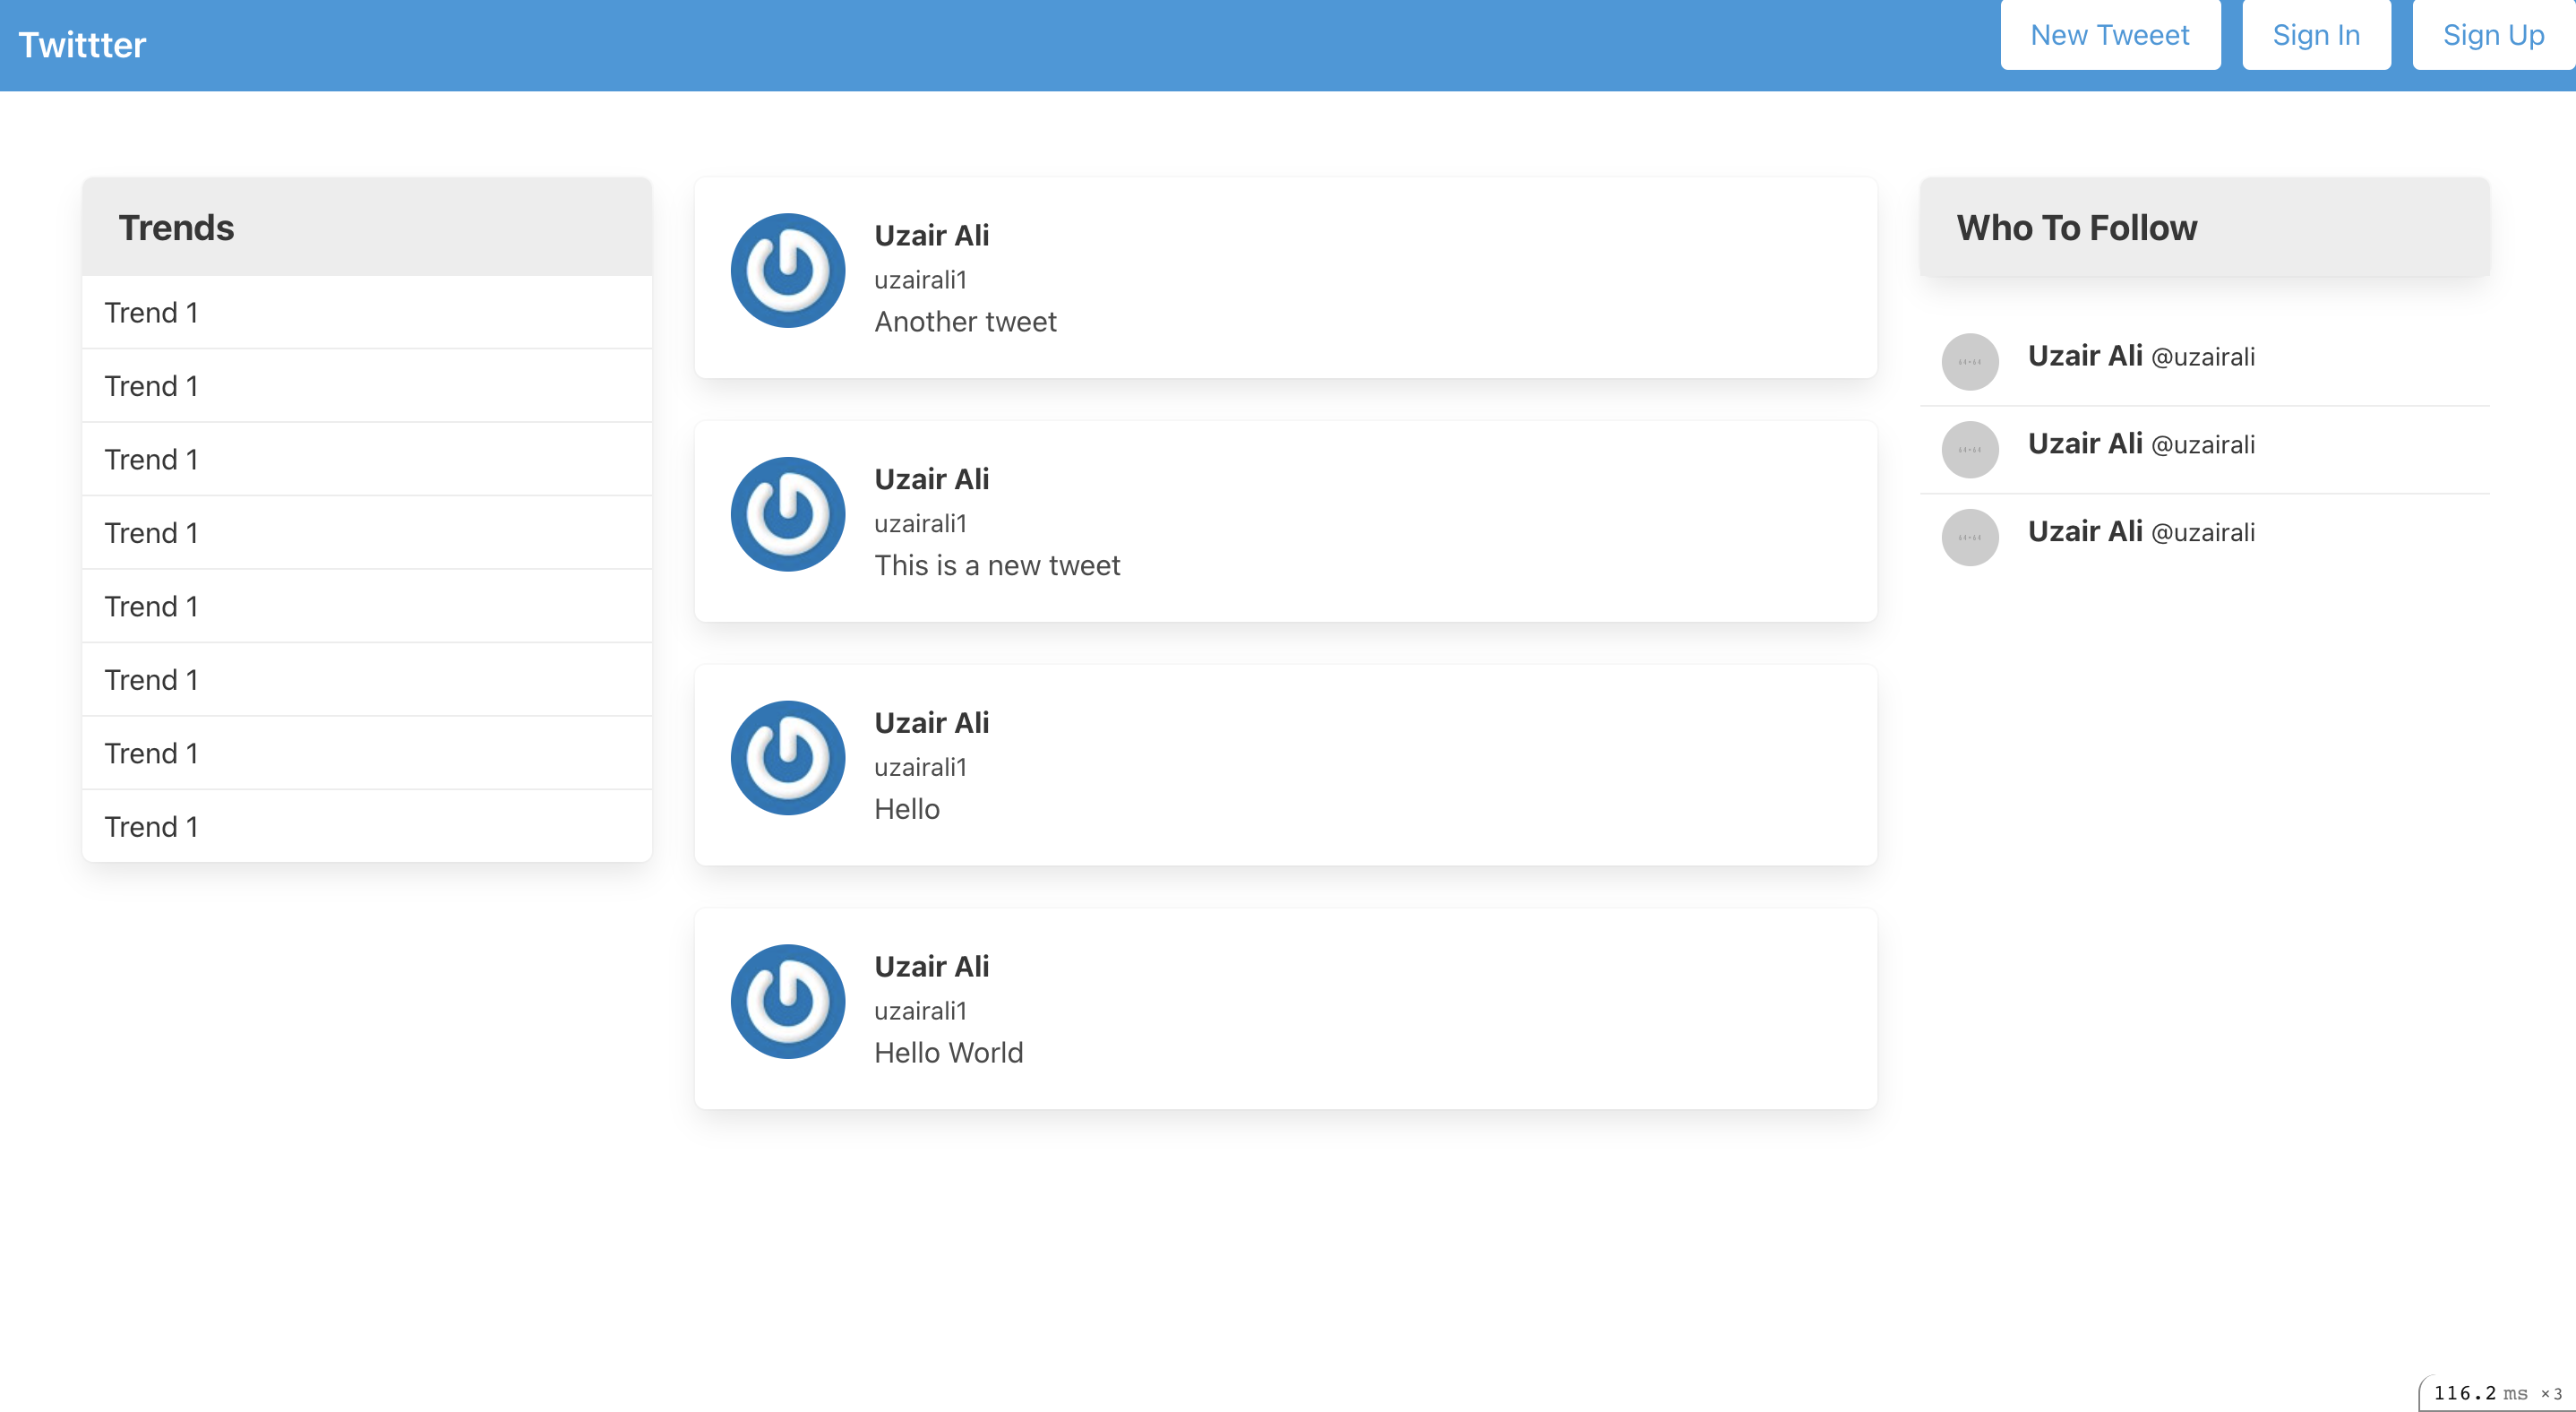 Twittter
New Tweeet
Sign In
Sign Up
Trends
Trend 1
Trend 1
Trend 1
Trend 1
Trend 1
Trend 1
Trend 1
Trend 1
Uzair Ali
uzairali1
Another tweet
Uzair Ali
uzairali1
This is a new tweet
Uzair Ali
uzairali1
Hello
Uzair Ali
uzairali1
Hello World
Who To Follow
Uzair Ali @uzairali
Uzair Ali @uzairali
Uzair Ali @uzairali
116.2 ms ×3